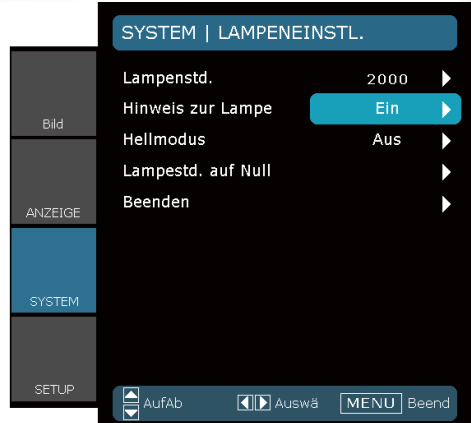 SYSTEM | LAMPENEINSTL.
Lampenstd. 2000
Hinweis zur Lampe Ein
Hellmodus Aus
Lampestd. auf Null
Beenden
Bild
ANZEIGE
SYSTEM
SETUP
AufAb Auswä MENU Beend